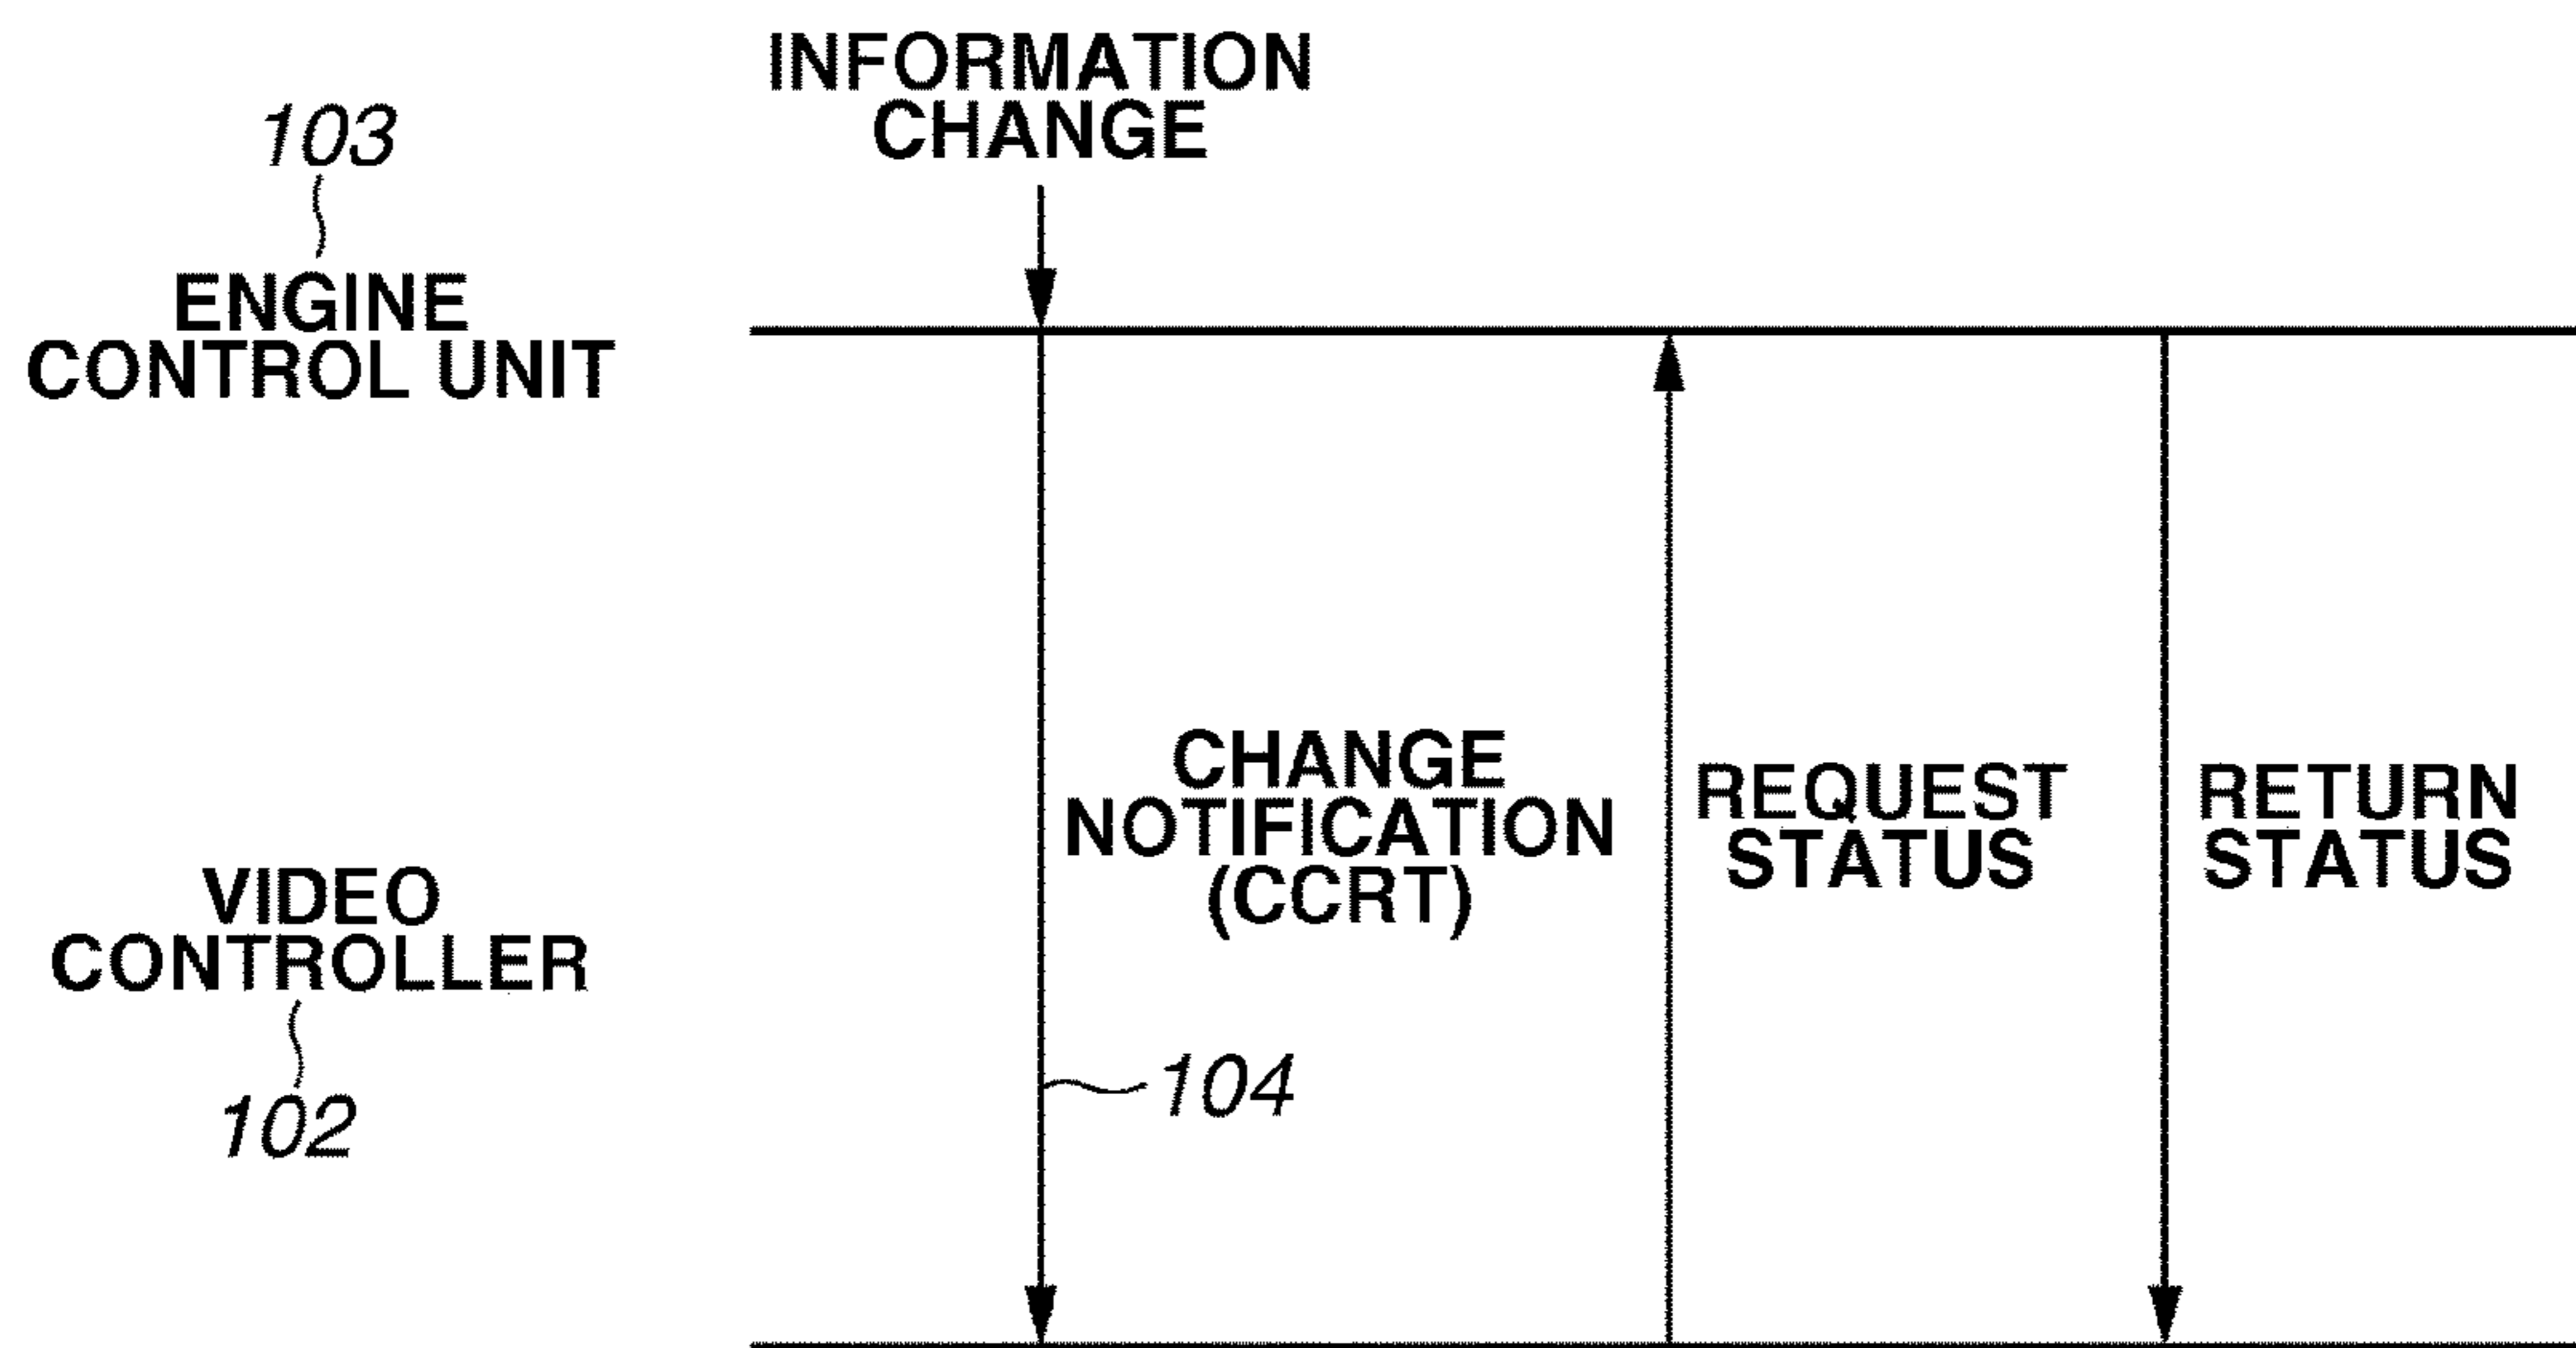 INFORMATION
CHANGE
103
ENGINE
CONTROL UNIT
CHANGE
NOTIFICATION
(CCRT)
REQUEST
STATUS
RETURN
STATUS
VIDEO
CONTROLLER
102
104